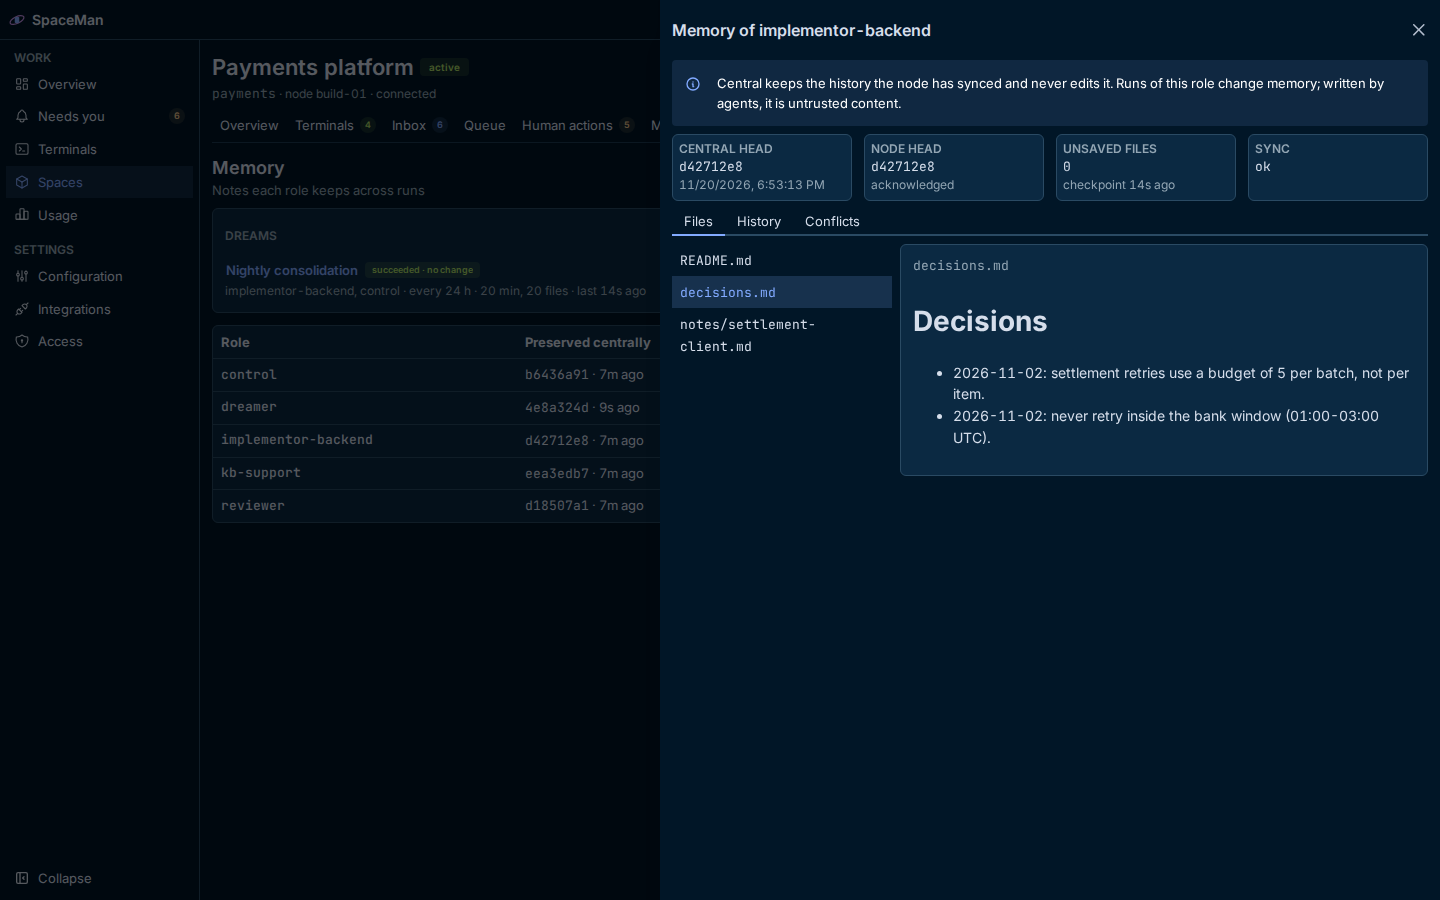 SpaceMan
WORK
Overview
Needs you 6
Terminals
Spaces
Usage
SETTINGS
Configuration
Integrations
Access
Collapse
Payments platform active
payments · node build-01 · connected
Overview Terminals 4 Inbox 6 Queue Human actions 5 M
Memory
Notes each role keeps across runs
DREAMS
Nightly consolidation succeeded · no change
implementor-backend, control · every 24 h · 20 min, 20 files · last 14s ago
Role Preserved centrally
control b6436a91 · 7m ago
dreamer 4e8a324d · 9s ago
implementor-backend d42712e8 · 7m ago
kb-support eea3edb7 · 7m ago
reviewer d18507a1 · 7m ago
Memory of implementor-backend
Central keeps the history the node has synced and never edits it. Runs of this role change memory; written by
agents, it is untrusted content.
CENTRAL HEAD
d42712e8
11/20/2026, 6:53:13 PM
NODE HEAD
d42712e8
acknowledged
UNSAVED FILES
0
checkpoint 14s ago
SYNC
ok
Files History Conflicts
README.md
decisions.md
notes/settlement-
client.md
decisions.md
Decisions
• 2026-11-02: settlement retries use a budget of 5 per batch, not per
item.
• 2026-11-02: never retry inside the bank window (01:00-03:00
UTC).